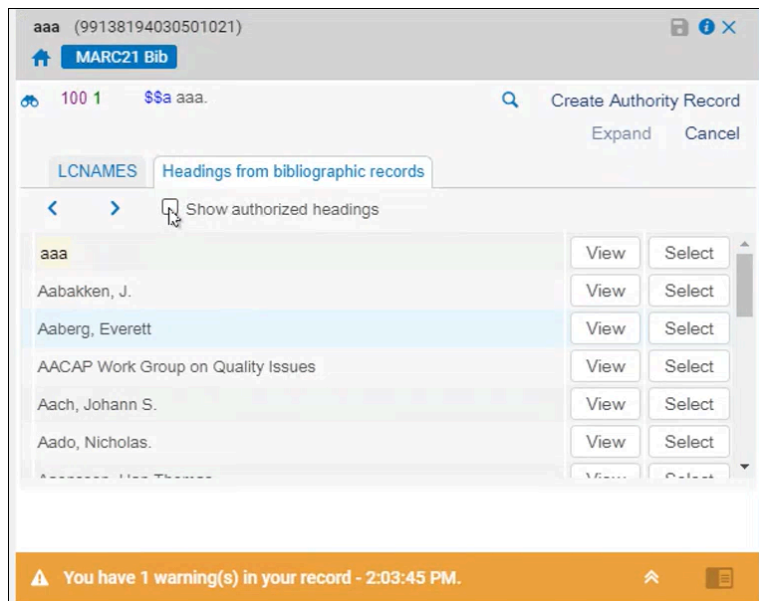 aaa (99138194030501021)
MARC21 Bib
100 1 $$a aaa.
Create Authority Record
Expand Cancel
LCNAMES Headings from bibliographic records
Show authorized headings
aaa View Select
Aabakken, J. View Select
Aaberg, Everett View Select
AACAP Work Group on Quality Issues View Select
Aach, Johann S. View Select
Aado, Nicholas. View Select
You have 1 warning(s) in your record - 2:03:45 PM.